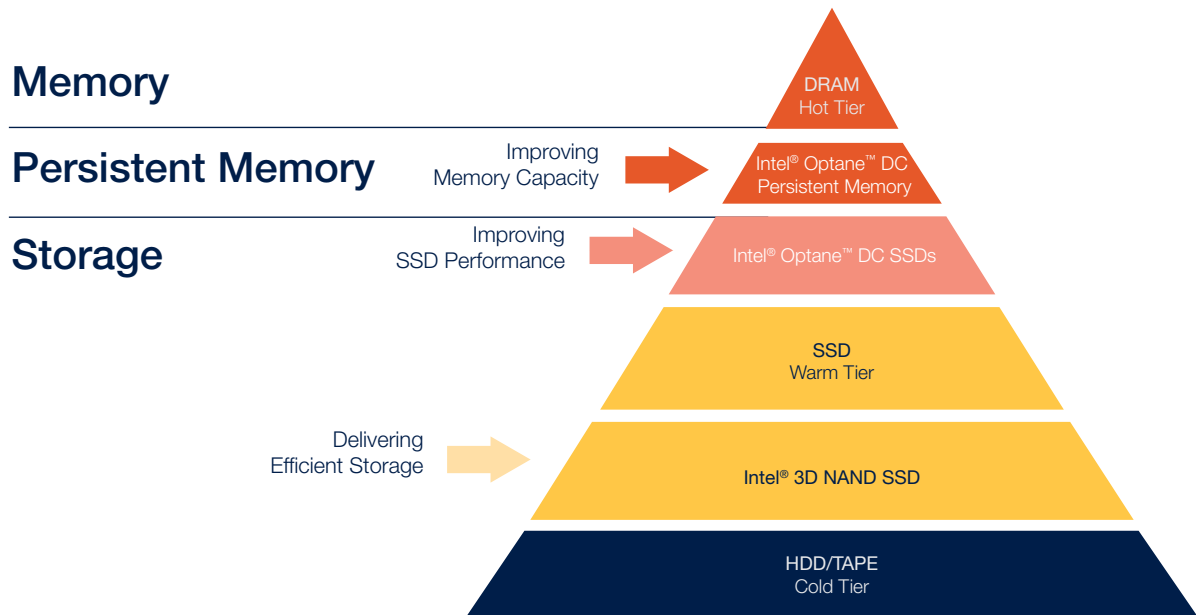 Memory
DRAM
Hot Tier
Persistent Memory
Improving
Memory Capacity
Intel® Optane™ DC
Persistent Memory
Storage
Improving
SSD Performance
Intel® Optane™ DC SSDs
SSD
Warm Tier
Delivering
Efficient Storage
Intel® 3D NAND SSD
HDD/TAPE
Cold Tier